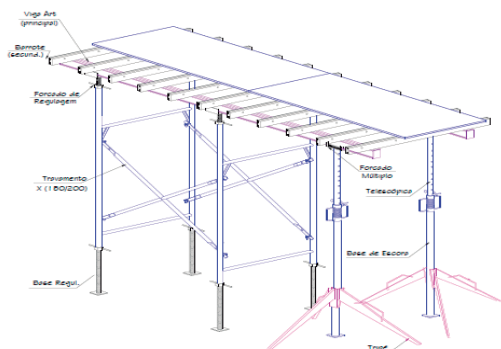 Viga Art.
(principal)
Barrote
(secund.)
Forcado de
Regulagem
Travamento
X (150/200)
Base Regul.
Forcado
Múltiplo
Telescópico
Base de Escora
Tripé